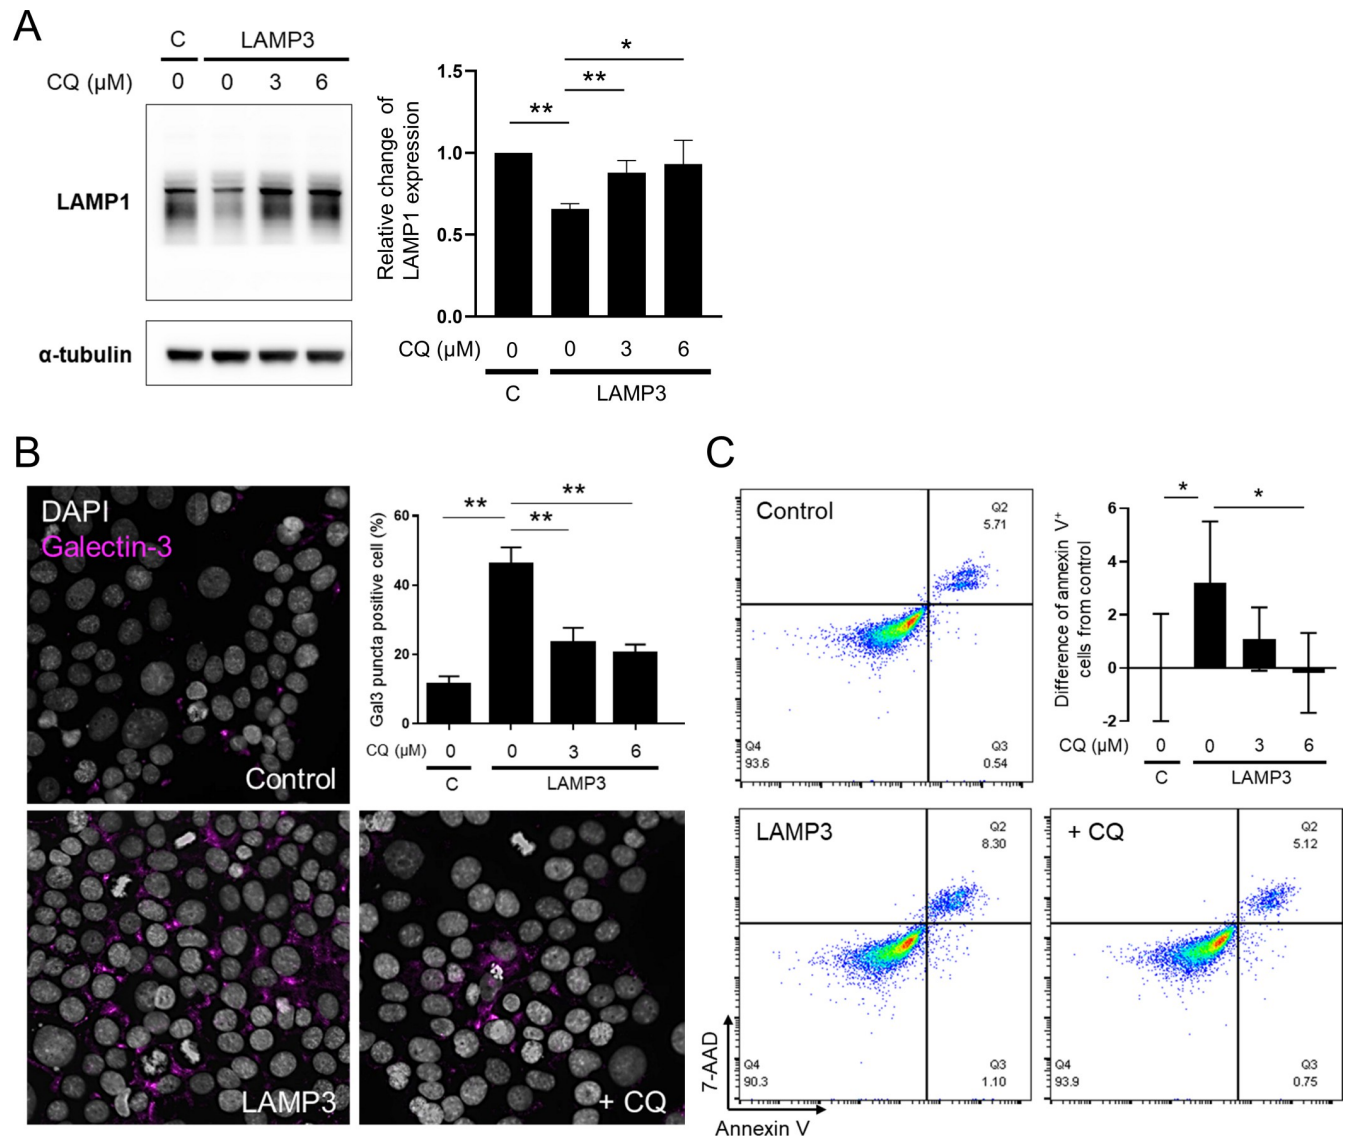 A
C LAMP3
CQ (µM) 0 0 3 6
LAMP1
α-tubulin
Relative change of
LAMP1 expression
1.5
1.0
0.5
0.0
*
**
**
CQ (µM) 0 0 3 6
C LAMP3
B
DAPI
Galectin-3
Control
Gal3 puncta positive cell (%)
60
40
20
0
**
**
**
CQ (µM) 0 0 3 6
C LAMP3
LAMP3
+ CQ
C
Control
Q2
5.71
Q4
93.6
Q3
0.54
Difference of annexin V⁺
cells from control
6
4
2
0
-2
*
*
CQ (µM) 0 0 3 6
C LAMP3
LAMP3
Q2
8.30
Q4
90.3
Q3
1.10
+ CQ
Q2
5.12
Q4
93.9
Q3
0.75
7-AAD
Annexin V